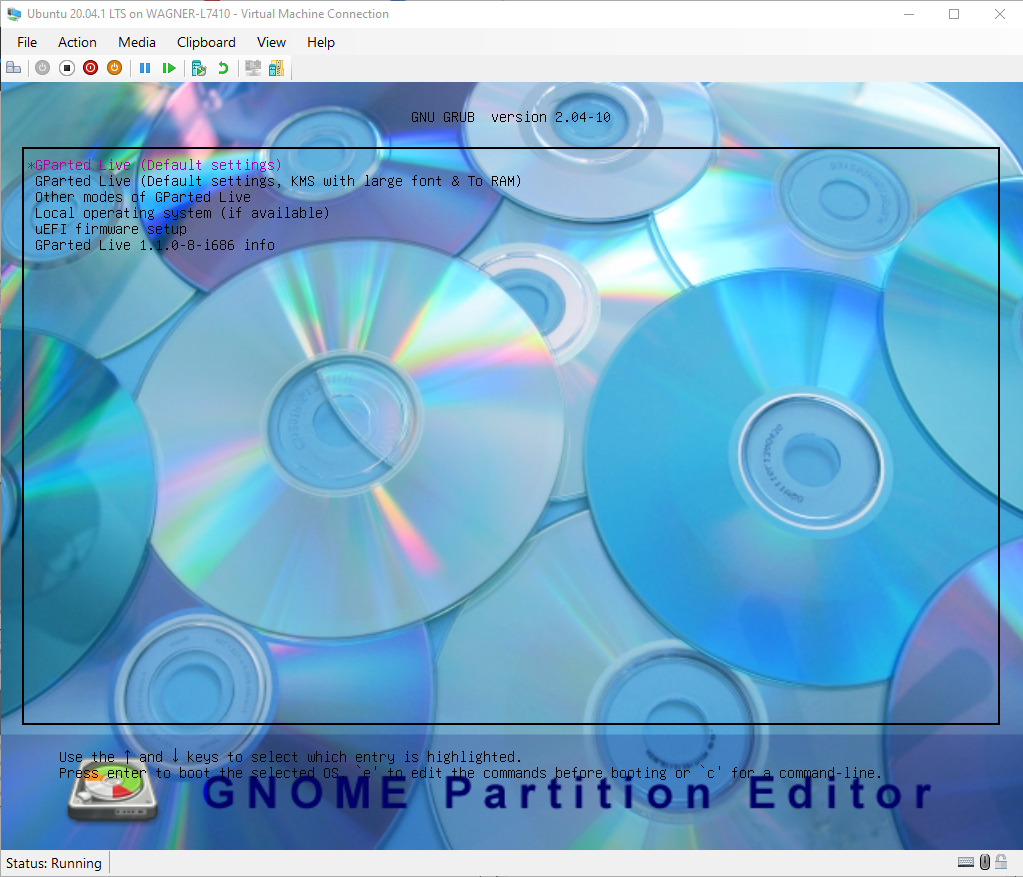 Ubuntu 20.04.1 LTS on WAGNER-L7410 - Virtual Machine Connection
File Action Media Clipboard View Help
GNU GRUB version 2.04-10
*GParted Live (Default settings)
GParted Live (Default settings, KMS with large font & To RAM)
Other modes of GParted Live
Local operating system (if available)
uEFI firmware setup
GParted Live 1.1.0-8-i686 info
Use the ↑ and ↓ keys to select which entry is highlighted.
Press enter to boot the selected OS, `e' to edit the commands before booting or `c' for a command-line.
GNOME Partition Editor
Status: Running